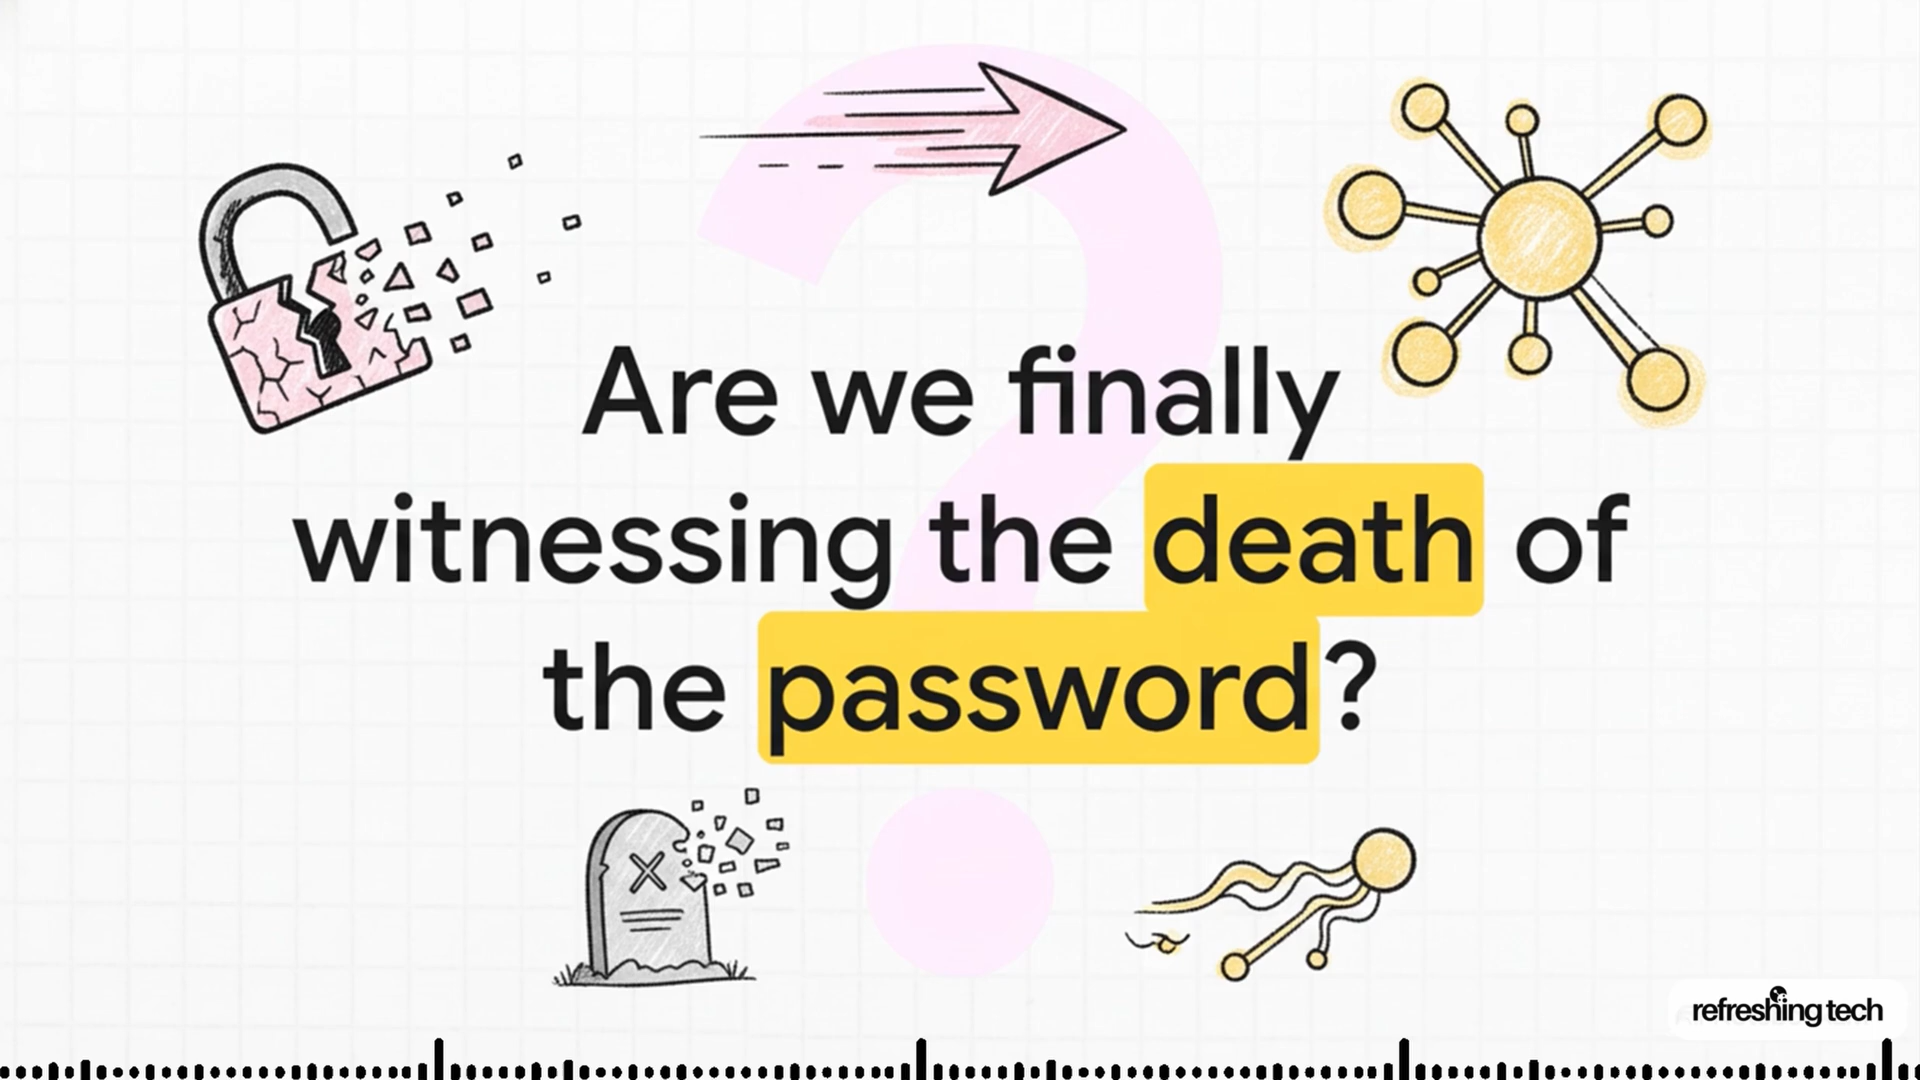 Are we finally
witnessing the death of
the password?
refreshing tech